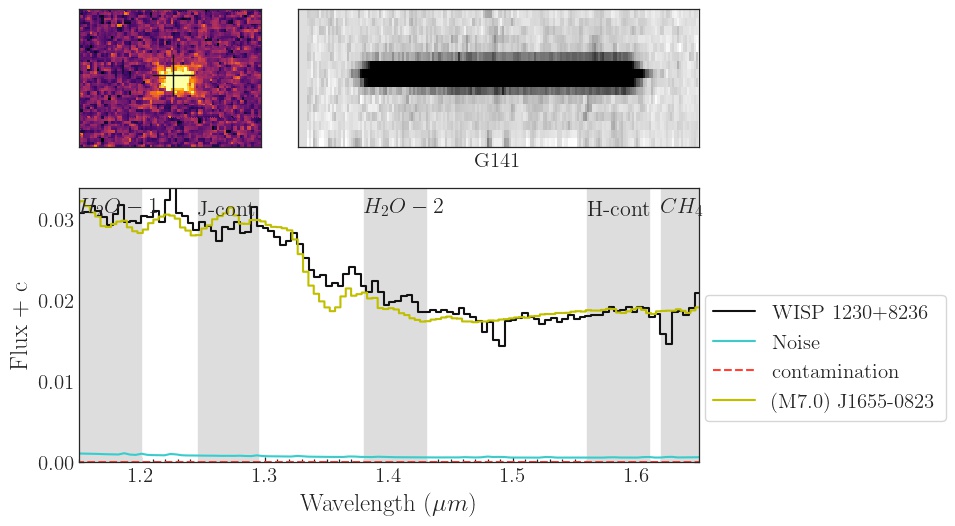 G141
H₂O − 1
J-cont
H₂O − 2
H-cont
CH₄
0.03
0.02
0.01
0.00
Flux + c
1.2
1.3
1.4
1.5
1.6
Wavelength (μm)
WISP 1230+8236
Noise
contamination
(M7.0) J1655-0823